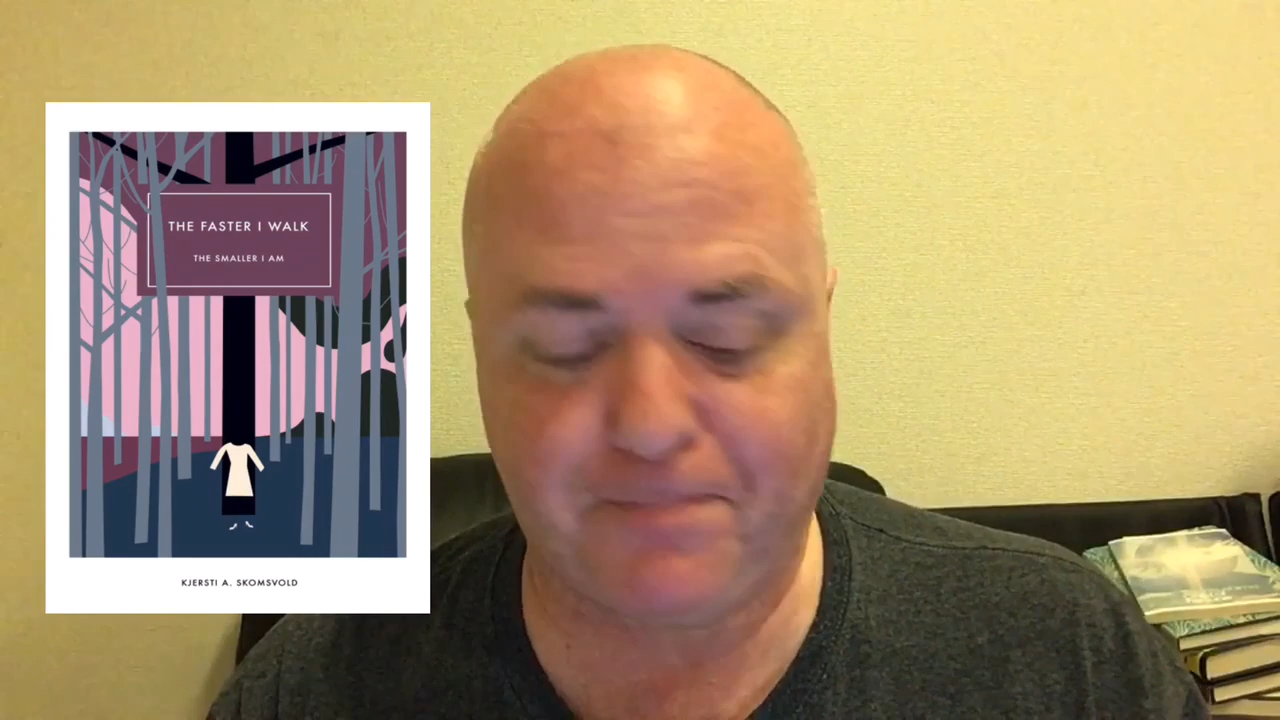 THE FASTER I WALK
THE SMALLER I AM
KJERSTI A. SKOMSVOLD